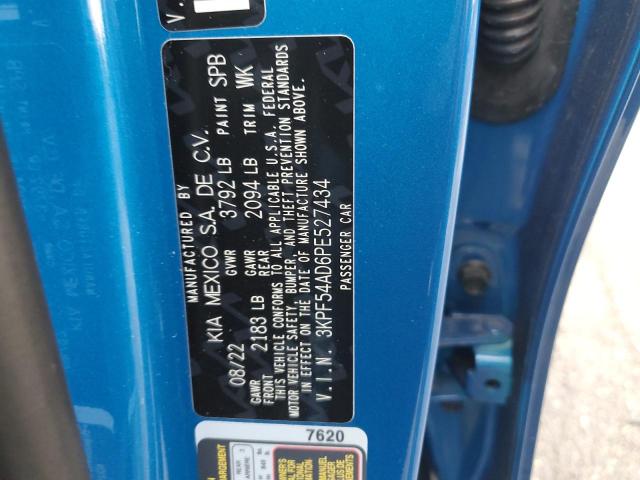 MANUFACTURED BY
KIA MEXICO S.A. DE C.V.
08/22 GVWR 3792 LB PAINT SPB
GAWR FRONT 2183 LB GAWR REAR 2094 LB TRIM WK
THIS VEHICLE CONFORMS TO ALL APPLICABLE U.S.A. FEDERAL
MOTOR VEHICLE SAFETY, BUMPER, AND THEFT PREVENTION STANDARDS
IN EFFECT ON THE DATE OF MANUFACTURE SHOWN ABOVE.
V.I.N. 3KPF54AD6PE527434
PASSENGER CAR
7620